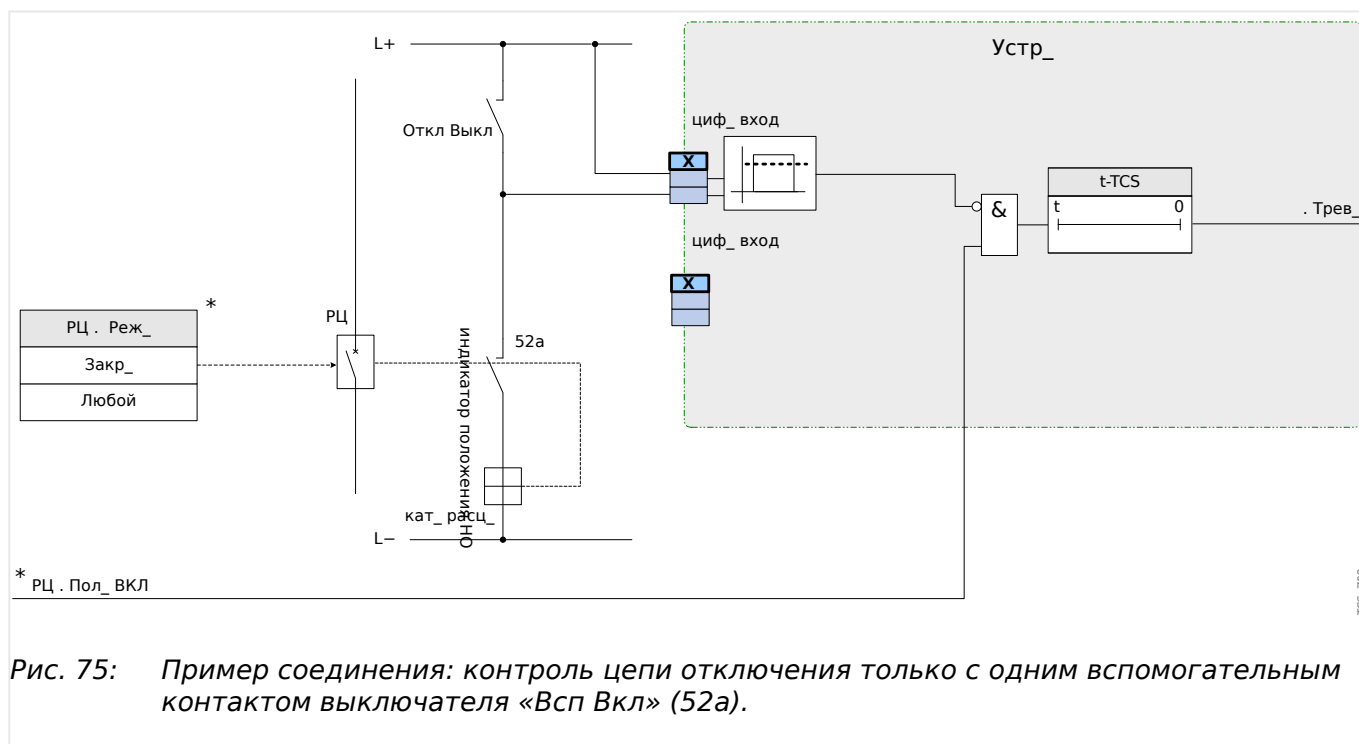 L+
Устр_
циф_ вход
Откл Выкл
X
t-TCS
t 0
&
. Трев_
циф_ вход
X
*
РЦ . Реж_
Закр_
Любой
РЦ
52a
индикатор положения НО
кат_ расц_
L−
*
РЦ . Пол_ ВКЛ
Рис. 75: Пример соединения: контроль цепи отключения только с одним вспомогательным
контактом выключателя «Всп Вкл» (52a).